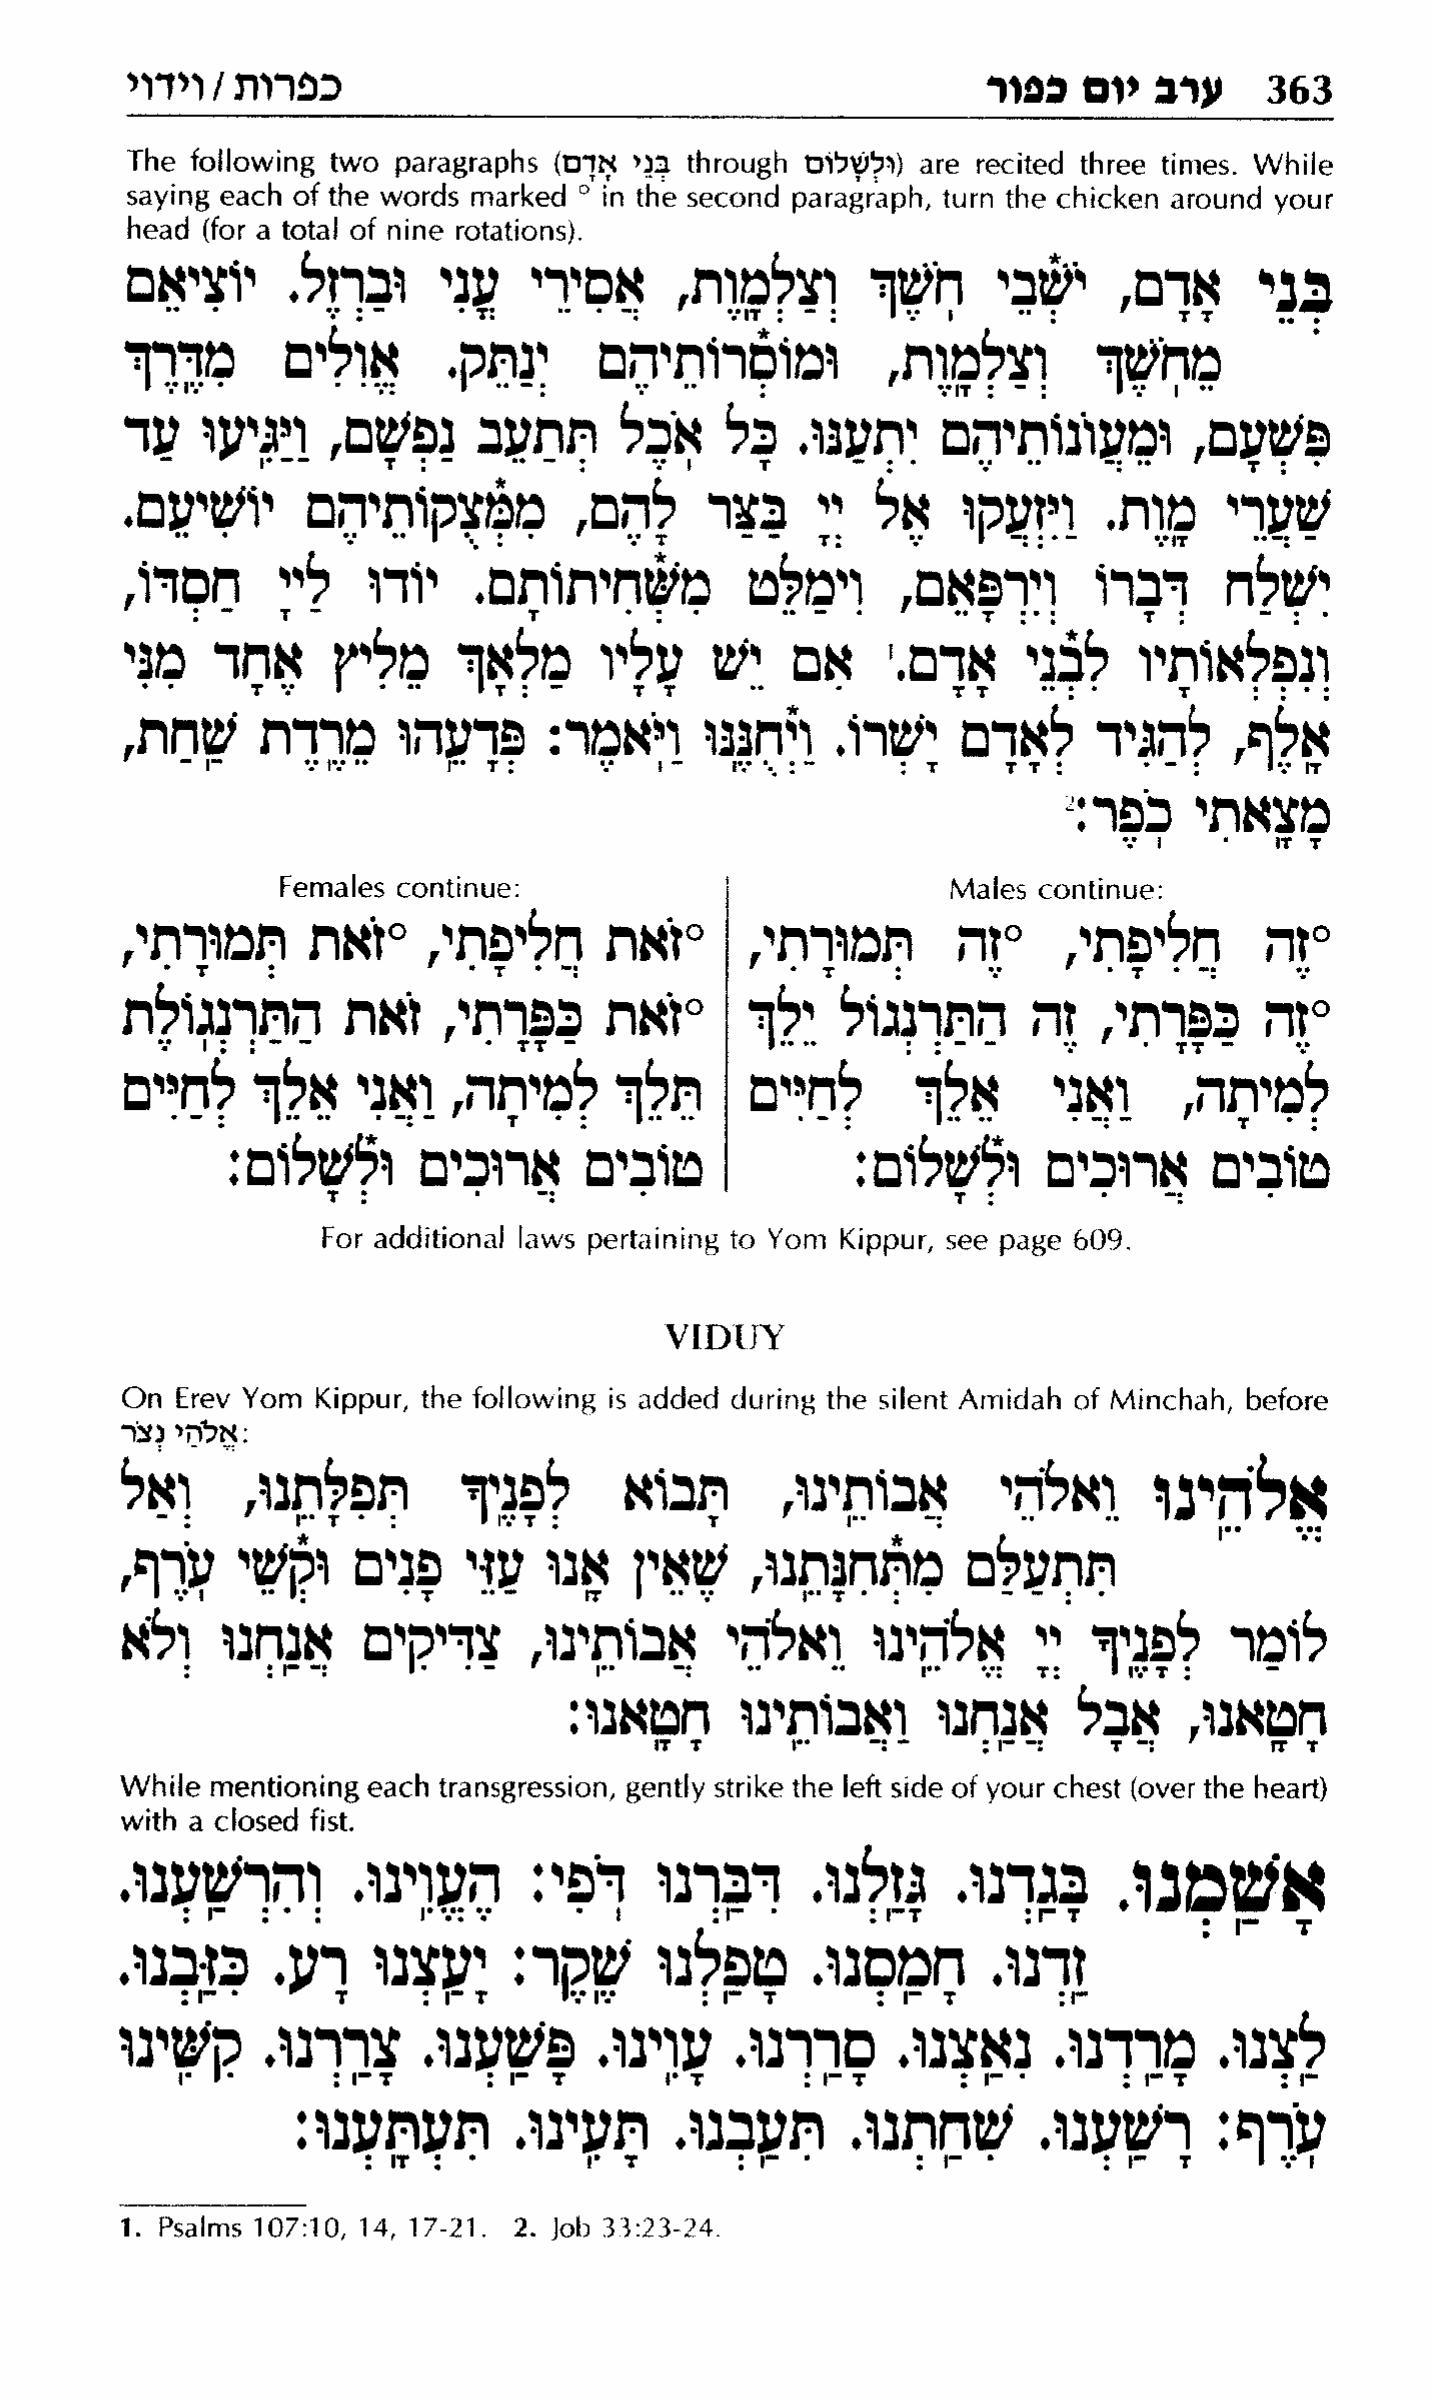 363 ערב יום כפור כפרות / וידוי
The following two paragraphs (בְּנֵי אָדָם through וּלְשָׁלוֹם) are recited three times. While
saying each of the words marked ° in the second paragraph, turn the chicken around your
head (for a total of nine rotations).
בְּנֵי אָדָם, יֹשְׁבֵי חֹשֶׁךְ וְצַלְמָוֶת, אֲסִירֵי עֳנִי וּבַרְזֶל. יוֹצִיאֵם
מֵחֹשֶׁךְ וְצַלְמָוֶת, וּמוֹסְרוֹתֵיהֶם יְנַתֵּק. אֱוִלִים מִדֶּרֶךְ
פִּשְׁעָם, וּמֵעֲוֹנוֹתֵיהֶם יִתְעַנּוּ. כָּל אֹכֶל תְּתַעֵב נַפְשָׁם, וַיַּגִּיעוּ עַד
שַׁעֲרֵי מָוֶת. וַיִּזְעֲקוּ אֶל יְיָ בַּצַּר לָהֶם, מִמְּצֻקוֹתֵיהֶם יוֹשִׁיעֵם.
יִשְׁלַח דְּבָרוֹ וְיִרְפָּאֵם, וִימַלֵּט מִשְּׁחִיתוֹתָם. יוֹדוּ לַייָ חַסְדּוֹ,
וְנִפְלְאוֹתָיו לִבְנֵי אָדָם.¹ אִם יֵשׁ עָלָיו מַלְאָךְ מֵלִיץ אֶחָד מִנִּי
אָלֶף, לְהַגִּיד לְאָדָם יָשְׁרוֹ. וַיְחֻנֶּנּוּ וַיֹּאמֶר: פְּדָעֵהוּ מֵרֶדֶת שַׁחַת,
מָצָאתִי כֹפֶר:²
Males continue:
°זֶה חֲלִיפָתִי, °זֶה תְּמוּרָתִי,
°זֶה כַּפָּרָתִי, זֶה הַתַּרְנְגוֹל יֵלֵךְ
לְמִיתָה, וַאֲנִי אֵלֵךְ לְחַיִּים
טוֹבִים אֲרוּכִים וּלְשָׁלוֹם:
Females continue:
°זֹאת חֲלִיפָתִי, °זֹאת תְּמוּרָתִי,
°זֹאת כַּפָּרָתִי, זֹאת הַתַּרְנְגוֹלֶת
תֵּלֵךְ לְמִיתָה, וַאֲנִי אֵלֵךְ לְחַיִּים
טוֹבִים אֲרוּכִים וּלְשָׁלוֹם:
For additional laws pertaining to Yom Kippur, see page 609.
VIDUY
On Erev Yom Kippur, the following is added during the silent Amidah of Minchah, before
אֱלֹהַי נְצֹר:
אֱלֹהֵינוּ וֵאלֹהֵי אֲבוֹתֵינוּ, תָּבוֹא לְפָנֶיךָ תְּפִלָּתֵנוּ, וְאַל
תִּתְעַלַּם מִתְּחִנָּתֵנוּ, שֶׁאֵין אָנוּ עַזֵּי פָנִים וּקְשֵׁי עֹרֶף,
לוֹמַר לְפָנֶיךָ יְיָ אֱלֹהֵינוּ וֵאלֹהֵי אֲבוֹתֵינוּ, צַדִּיקִים אֲנַחְנוּ וְלֹא
חָטָאנוּ, אֲבָל אֲנַחְנוּ וַאֲבוֹתֵינוּ חָטָאנוּ:
While mentioning each transgression, gently strike the left side of your chest (over the heart)
with a closed fist.
אָשַׁמְנוּ. בָּגַדְנוּ. גָּזַלְנוּ. דִּבַּרְנוּ דֹפִי: הֶעֱוִינוּ. וְהִרְשַׁעְנוּ.
זַדְנוּ. חָמַסְנוּ. טָפַלְנוּ שֶׁקֶר: יָעַצְנוּ רָע. כִּזַּבְנוּ.
לַצְנוּ. מָרַדְנוּ. נִאַצְנוּ. סָרַרְנוּ. עָוִינוּ. פָּשַׁעְנוּ. צָרַרְנוּ. קִשִּׁינוּ
עֹרֶף: רָשַׁעְנוּ. שִׁחַתְנוּ. תִּעַבְנוּ. תָּעִינוּ. תִּעְתָּעְנוּ:
1. Psalms 107:10, 14, 17-21. 2. Job 33:23-24.